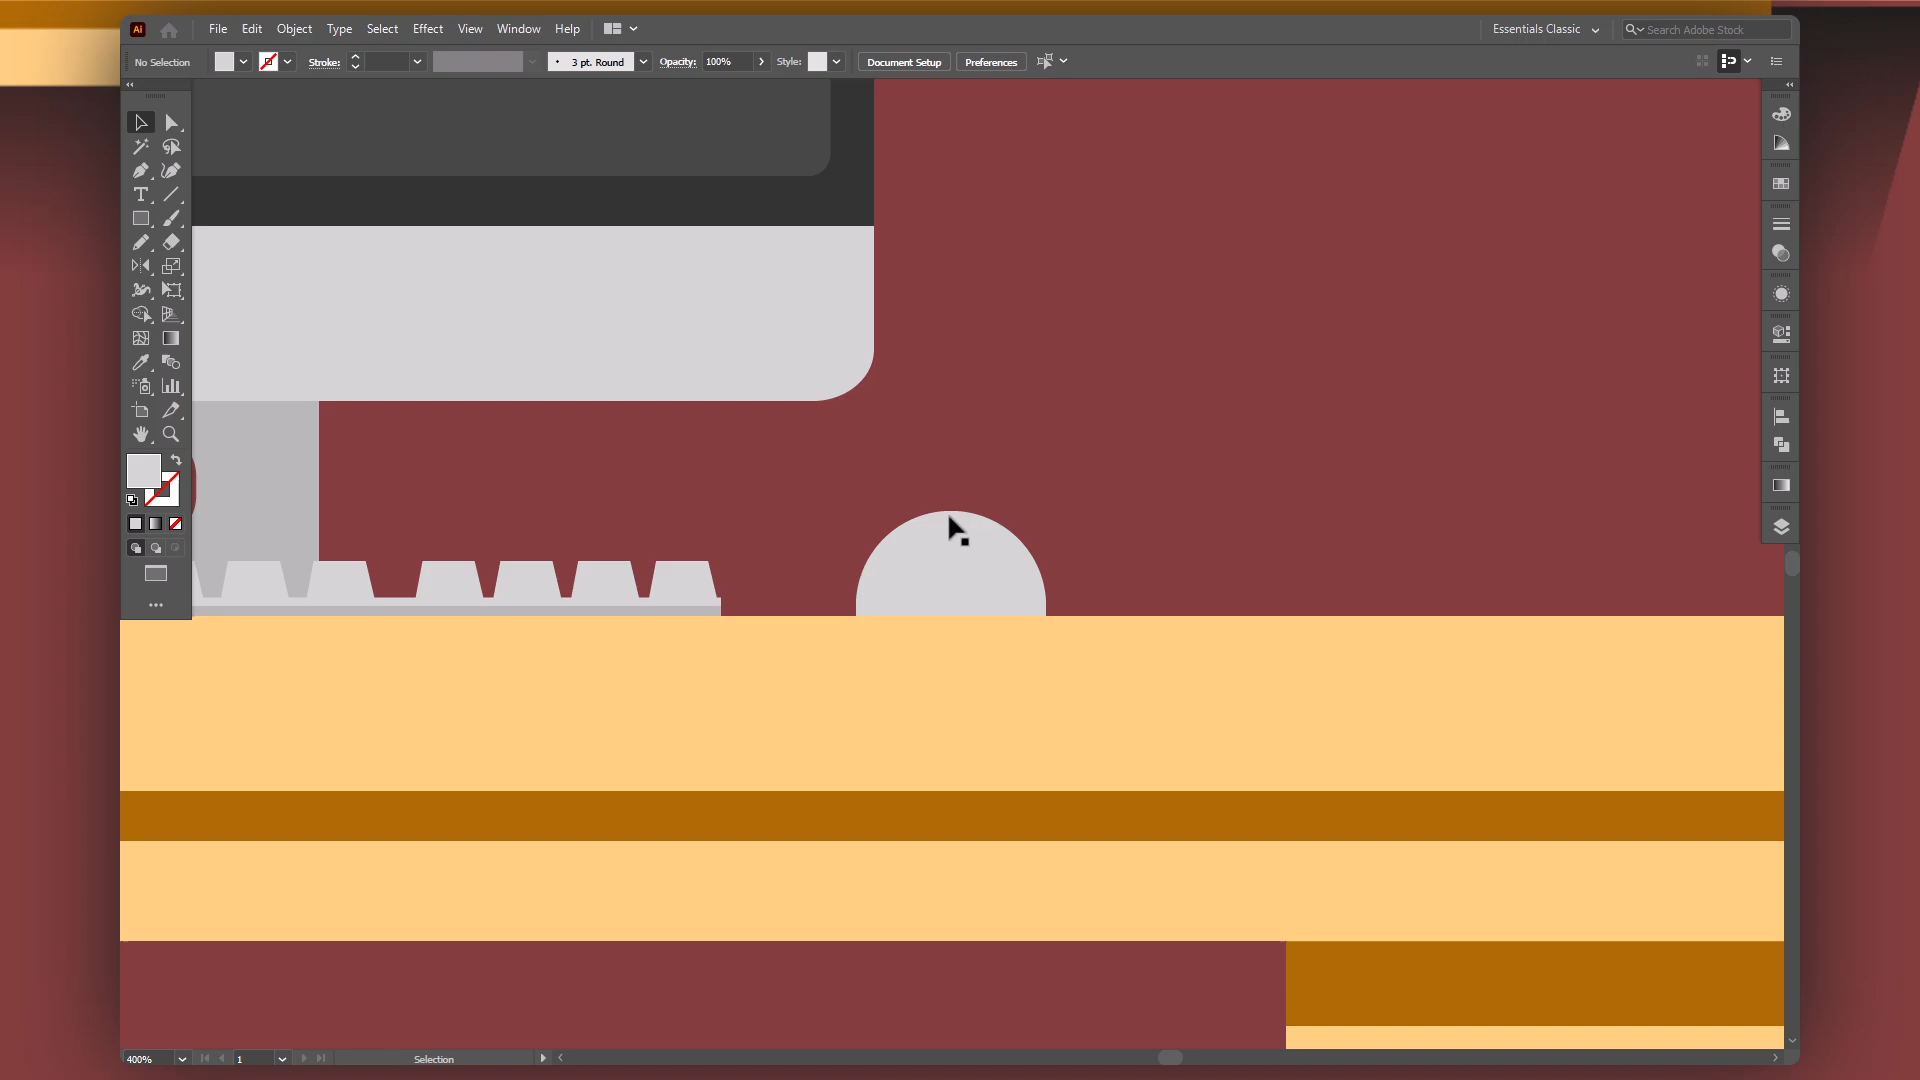 Ai File Edit Object Type Select Effect View Window Help Essentials Classic Search Adobe Stock
No Selection Stroke: 3 pt. Round Opacity: 100% Style: Document Setup Preferences
T
400% 1 Selection